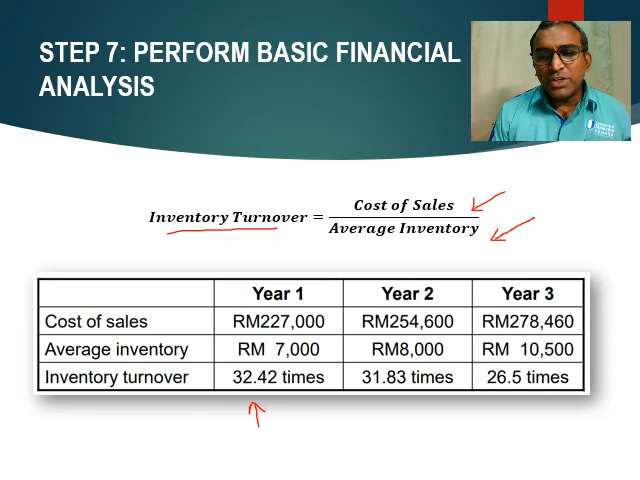 STEP 7: PERFORM BASIC FINANCIAL
ANALYSIS
Inventory Turnover = Cost of Sales
Average Inventory
Year 1 Year 2 Year 3
Cost of sales RM227,000 RM254,600 RM278,460
Average inventory RM 7,000 RM8,000 RM 10,500
Inventory turnover 32.42 times 31.83 times 26.5 times